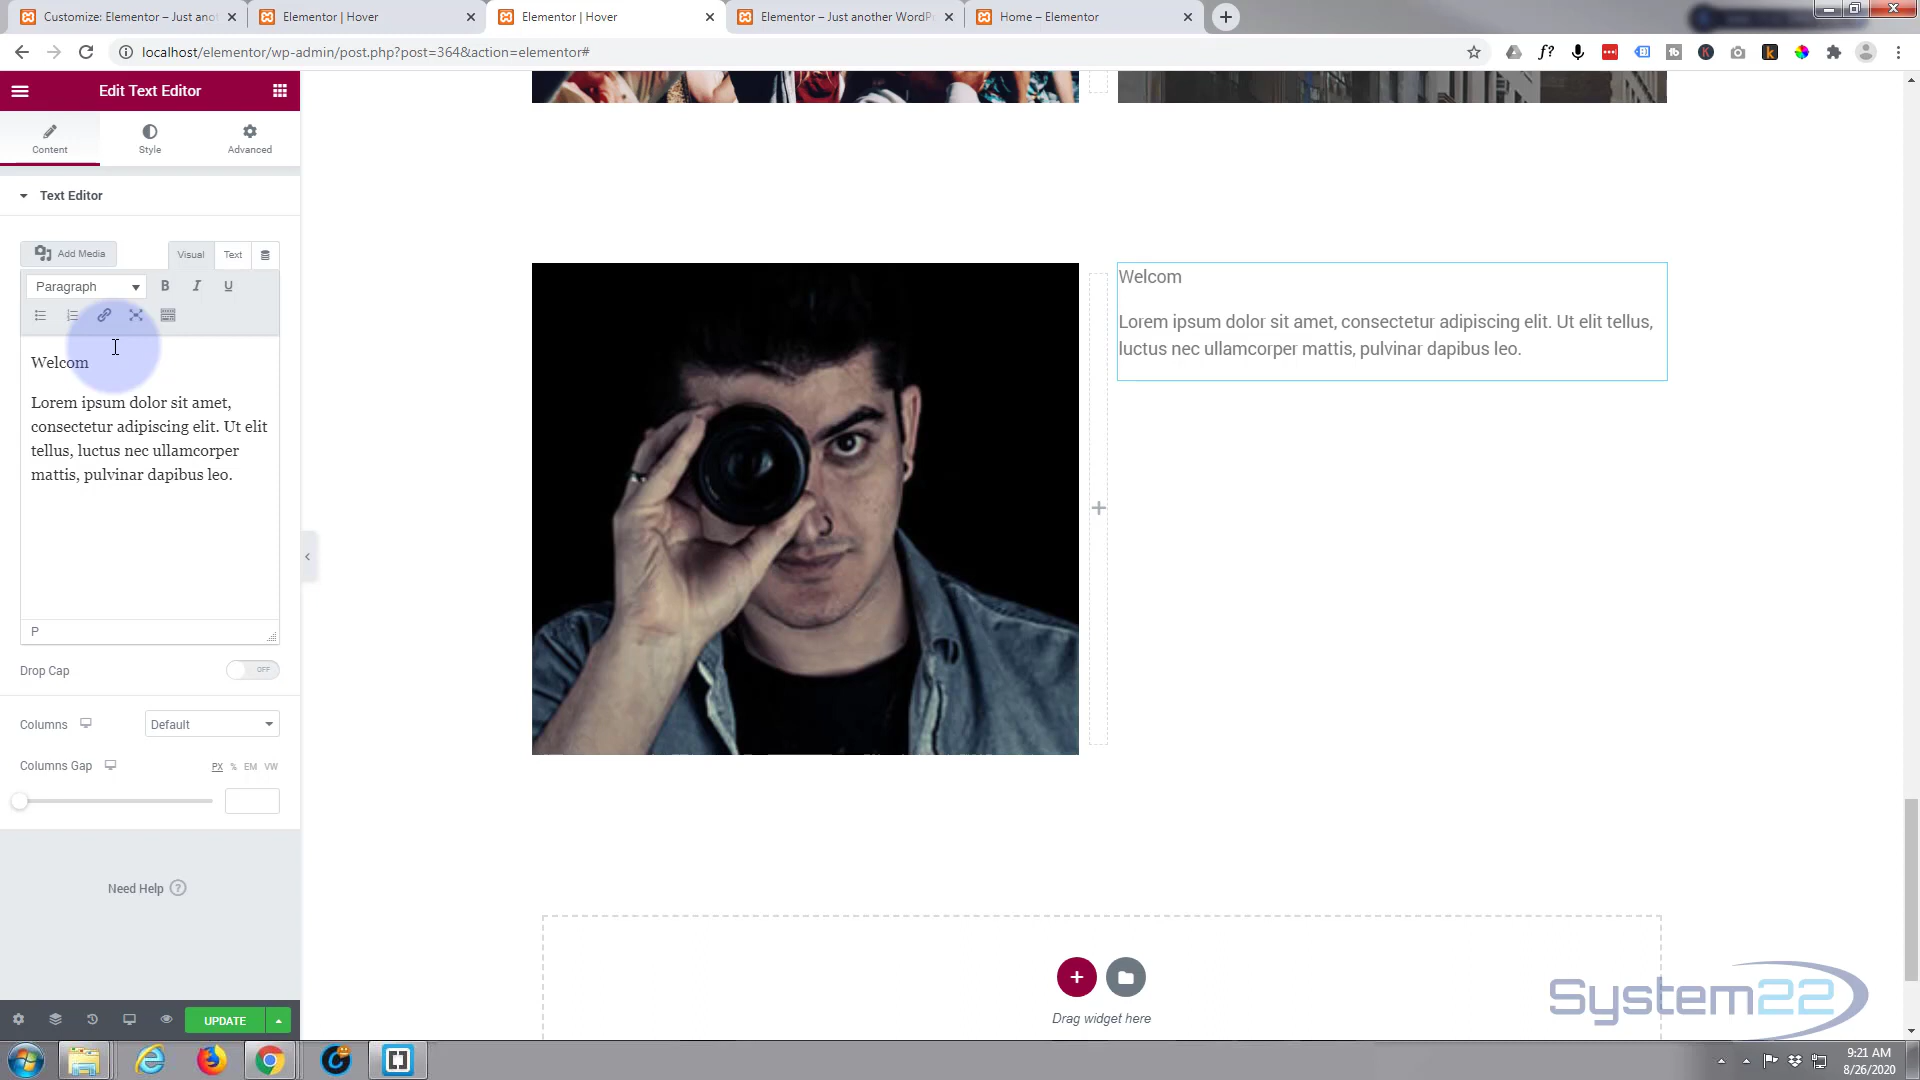 Customize: Elementor – Just anot
Elementor | Hover
Elementor | Hover
Elementor – Just another WordP
Home – Elementor
localhost/elementor/wp-admin/post.php?post=364&action=elementor#
Edit Text Editor
Content
Style
Advanced
Text Editor
Add Media
Visual
Text
Paragraph
B I U
Welcom
Lorem ipsum dolor sit amet,
consectetur adipiscing elit. Ut elit
tellus, luctus nec ullamcorper
mattis, pulvinar dapibus leo.
P
Drop Cap
OFF
Columns
Default
Columns Gap
PX % EM VW
Need Help ?
UPDATE
Welcom
Lorem ipsum dolor sit amet, consectetur adipiscing elit. Ut elit tellus,
luctus nec ullamcorper mattis, pulvinar dapibus leo.
Drag widget here
System22
9:21 AM
8/26/2020